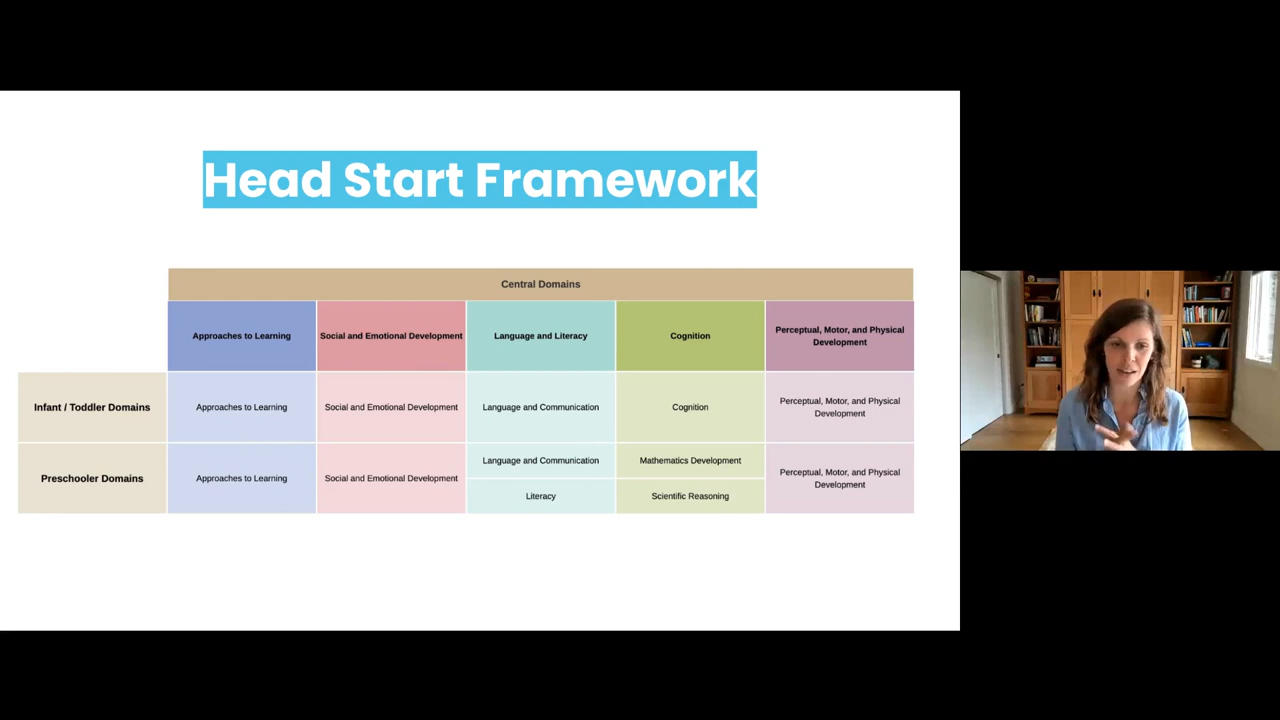 Head Start Framework
Central Domains
Approaches to Learning
Social and Emotional Development
Language and Literacy
Cognition
Perceptual, Motor, and Physical
Development
Infant / Toddler Domains
Approaches to Learning
Social and Emotional Development
Language and Communication
Cognition
Perceptual, Motor, and Physical
Development
Preschooler Domains
Approaches to Learning
Social and Emotional Development
Language and Communication
Literacy
Mathematics Development
Scientific Reasoning
Perceptual, Motor, and Physical
Development